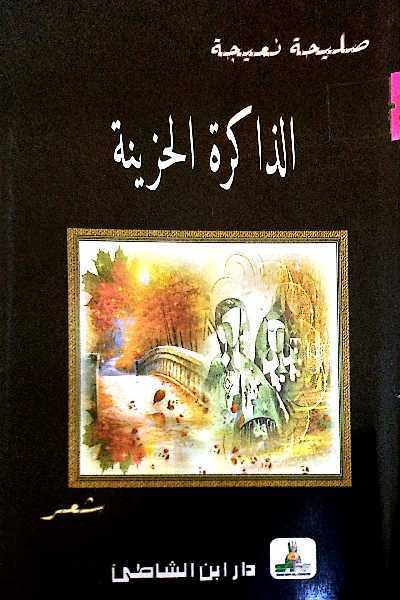 صليحة نعيجة
الذاكرة الحزينة
شعر
دار ابن الشاطئ